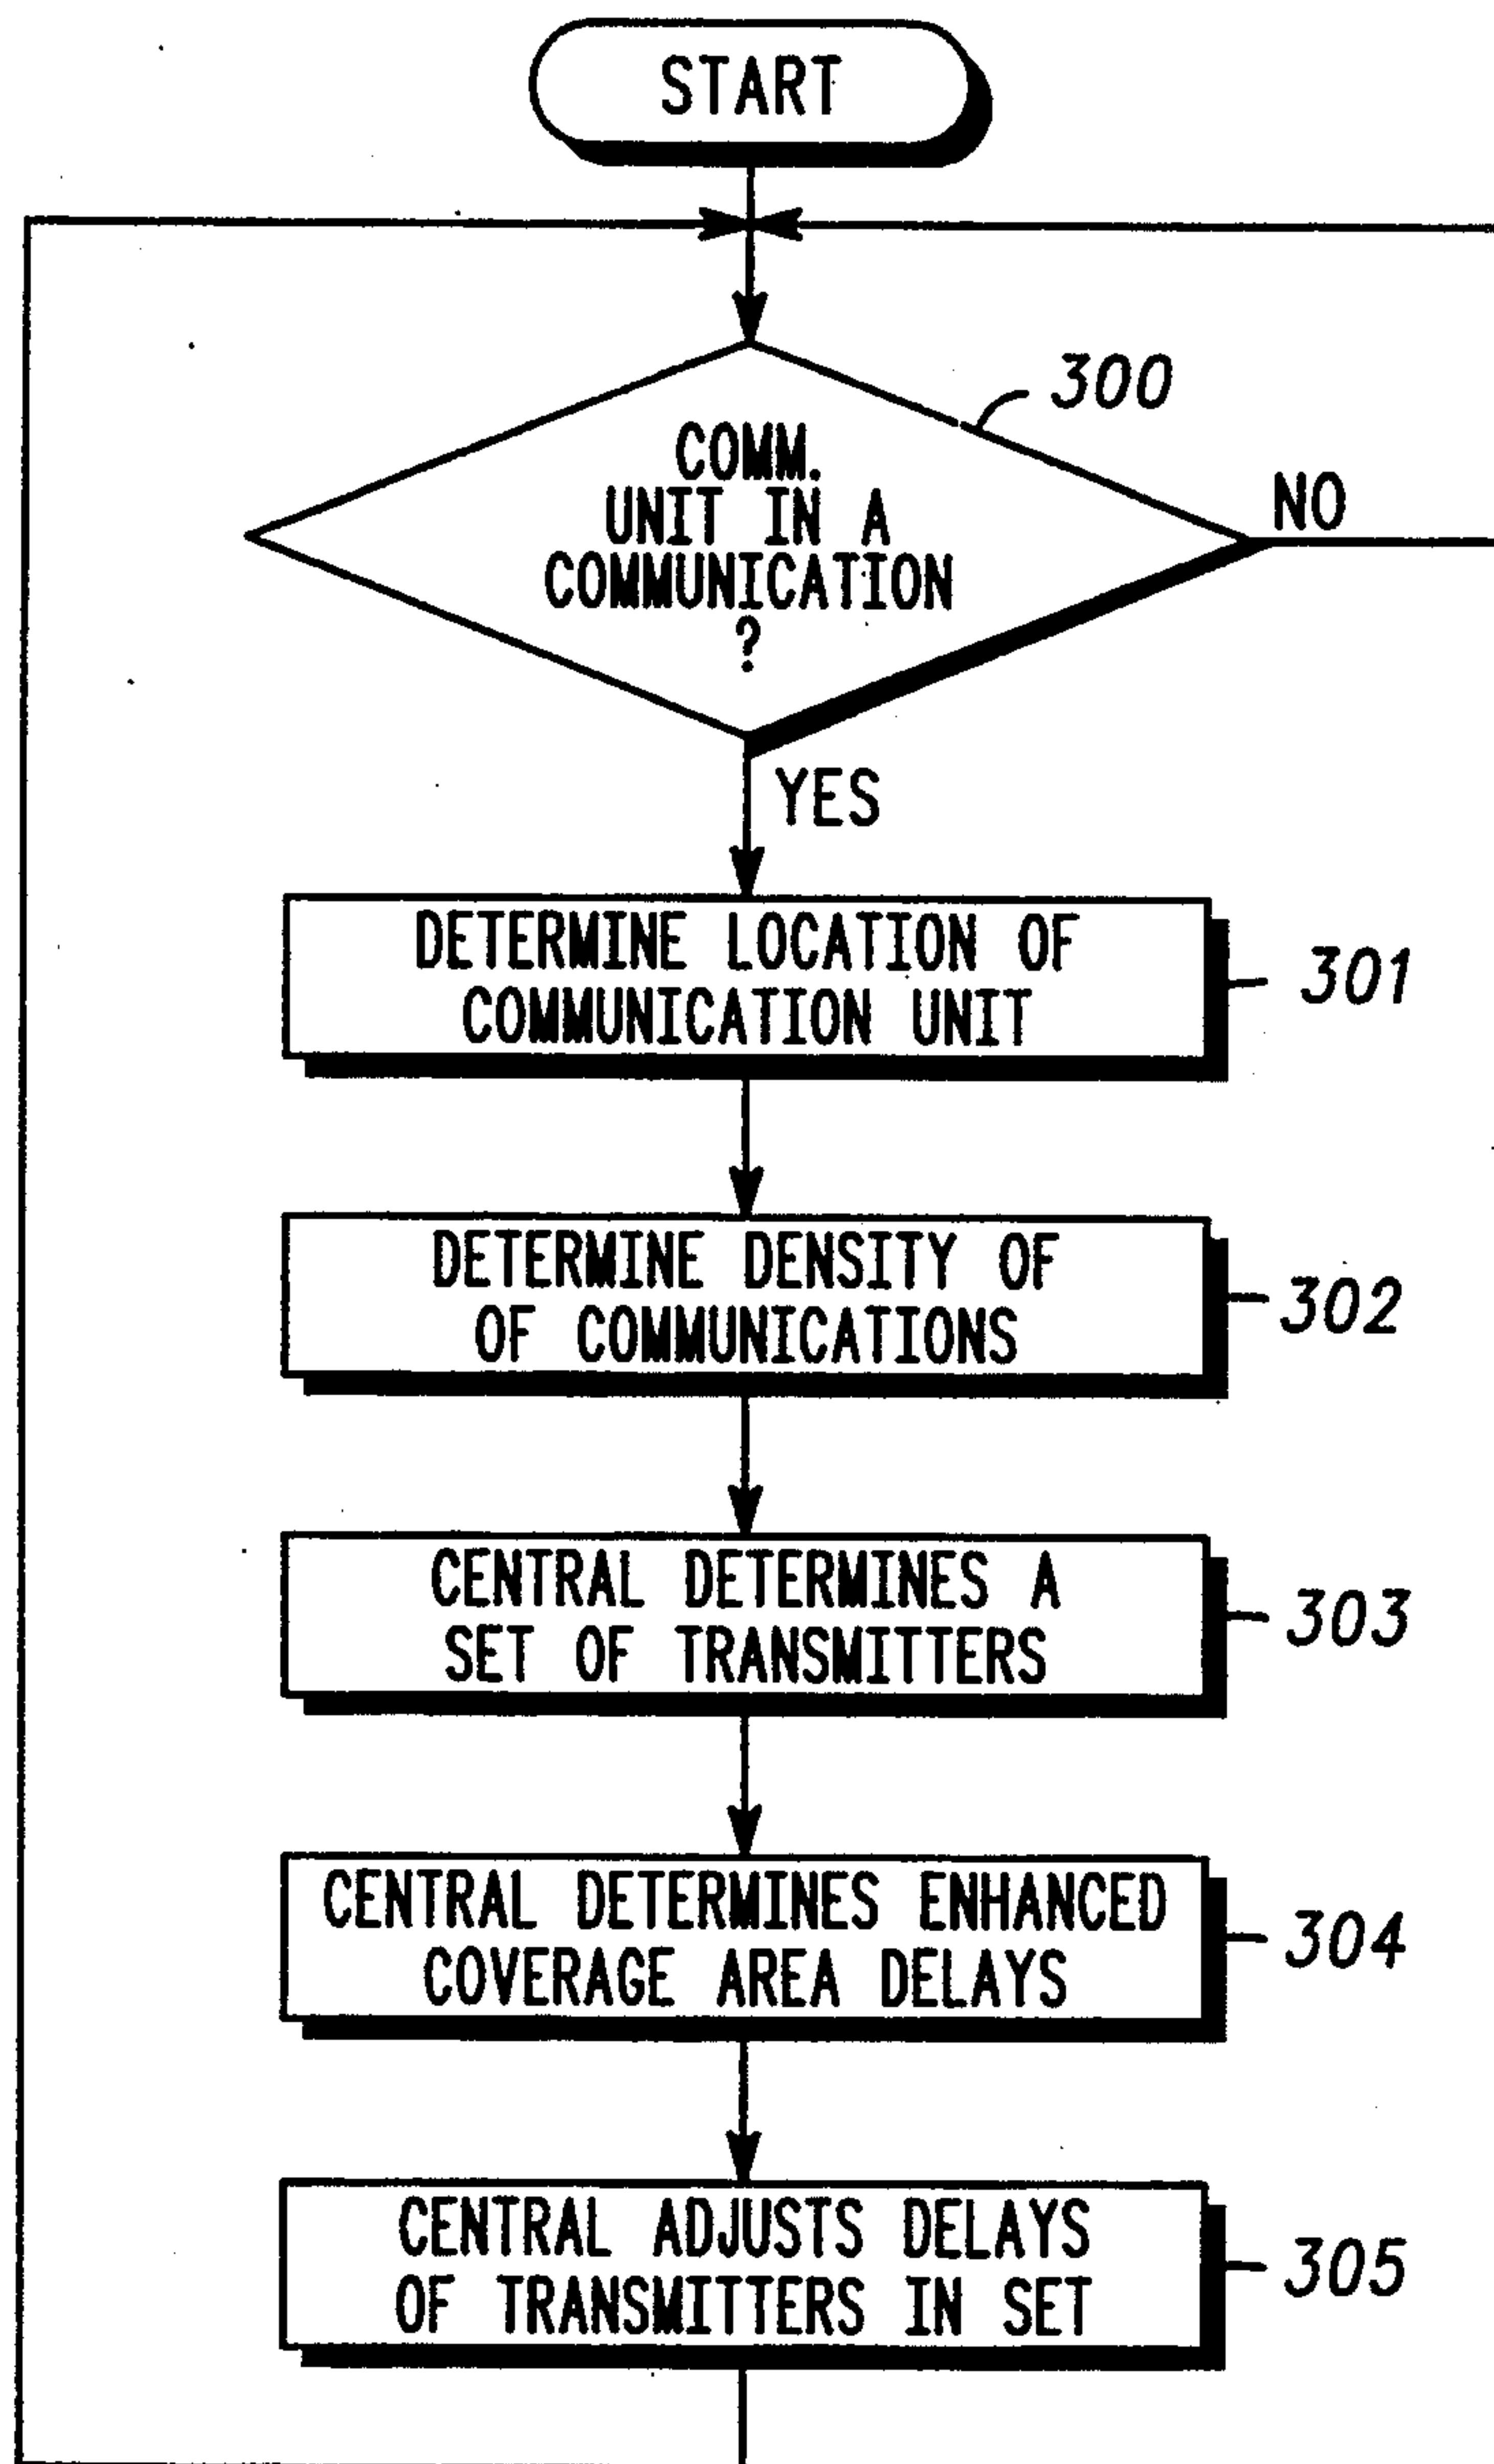 START
300
COMM.
UNIT IN A
COMMUNICATION
?
NO
YES
DETERMINE LOCATION OF
COMMUNICATION UNIT
301
DETERMINE DENSITY OF
OF COMMUNICATIONS
302
CENTRAL DETERMINES A
SET OF TRANSMITTERS
303
CENTRAL DETERMINES ENHANCED
COVERAGE AREA DELAYS
304
CENTRAL ADJUSTS DELAYS
OF TRANSMITTERS IN SET
305